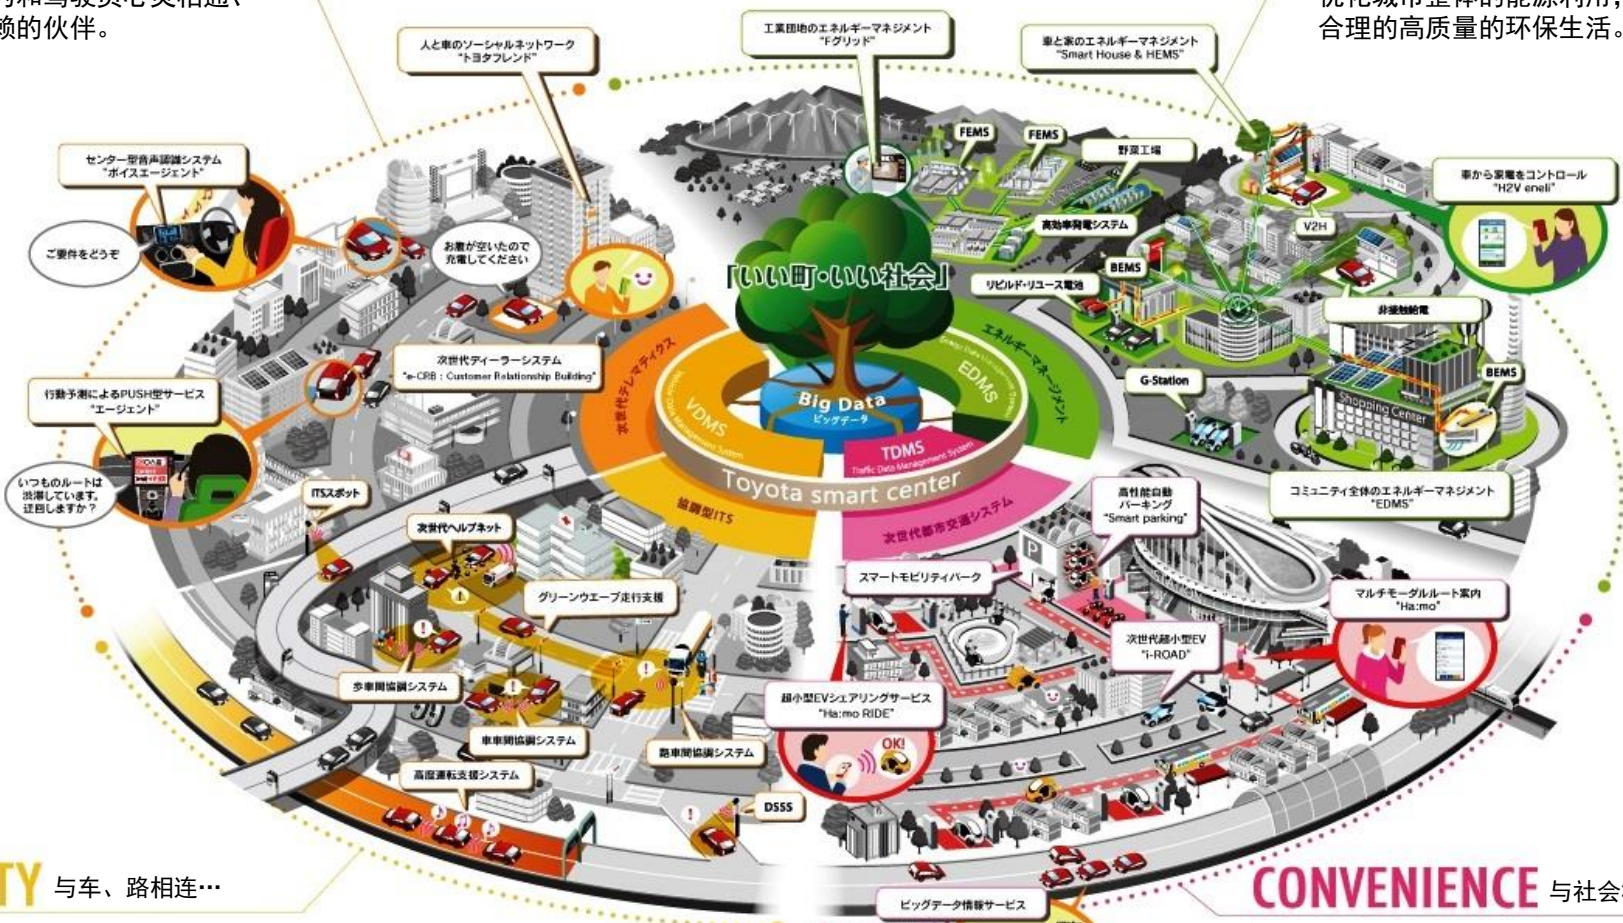 赖的伙伴。
合理的高质量的环保生活。
人と車のソーシャルネットワーク
"トヨタフレンド"
工業団地のエネルギーマネジメント
"Fグリッド"
車と家のエネルギーマネジメント
"Smart House & HEMS"
センター型音声認識システム
"ボイスエージェント"
FEMS
FEMS
野菜工場
車から家電をコントロール
"H2V eneli"
ご要件をどうぞ
お腹が空いたので
充電してください
高効率発電システム
V2H
「いい町・いい社会」
BEMS
リビルド・リユース電池
非接触給電
次世代ディーラーシステム
"e-CRB : Customer Relationship Building"
次世代テレマティクス
エネルギーマネージメント
VDMS
EDMS
Big Data
ビッグデータ
G-Station
BEMS
Shopping Center
行動予測によるPUSH型サービス
"エージェント"
TDMS
Traffic Data Management System
Toyota smart center
いつものルートは
渋滞しています。
迂回しますか？
ITSスポット
協調型ITS
次世代都市交通システム
高性能自動
パーキング
"Smart parking"
コミュニティ全体のエネルギーマネジメント
"EDMS"
次世代ヘルプネット
P
スマートモビリティパーク
グリーンウエーブ走行支援
マルチモーダルルート案内
"Ha:mo"
次世代超小型EV
"i-ROAD"
歩車間協調システム
超小型EVシェアリングサービス
"Ha:mo RIDE"
車車間協調システム
路車間協調システム
OK!
高度運転支援システム
DSSS
TY 与车、路相连…
CONVENIENCE 与社会
ビッグデータ情報サービス